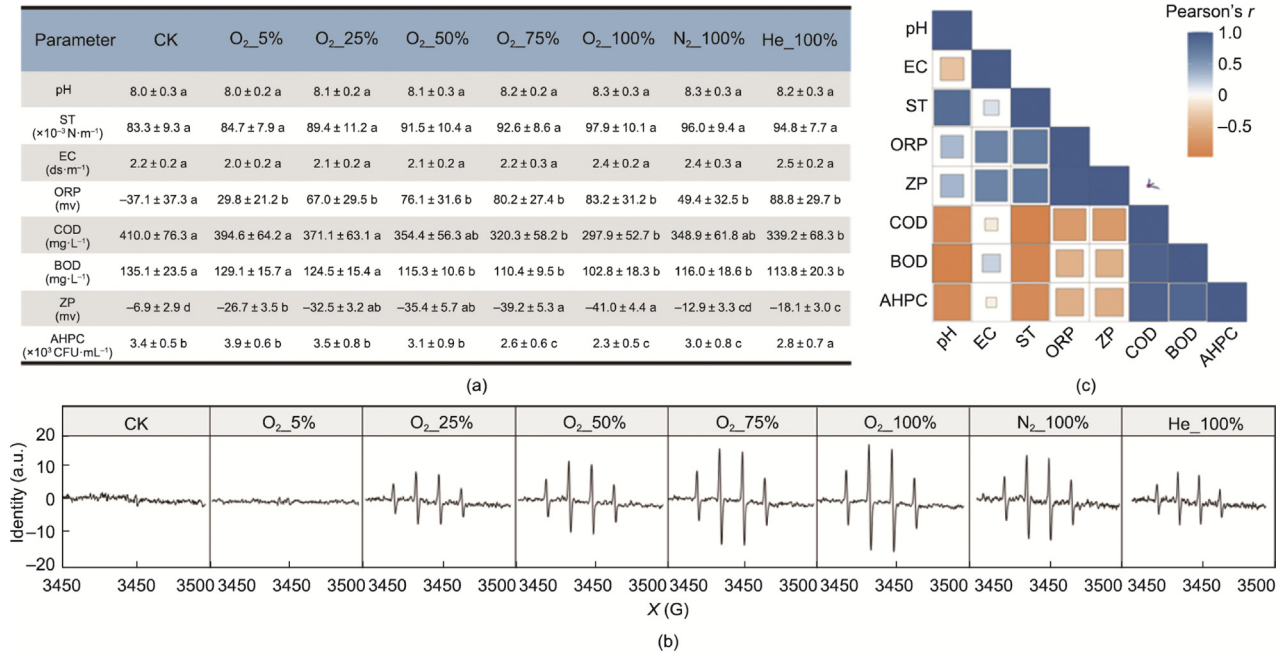 Parameter CK O₂_5% O₂_25% O₂_50% O₂_75% O₂_100% N₂_100% He_100%
pH 8.0 ± 0.3 a 8.0 ± 0.2 a 8.1 ± 0.2 a 8.1 ± 0.3 a 8.2 ± 0.2 a 8.3 ± 0.3 a 8.3 ± 0.3 a 8.2 ± 0.3 a
ST
(×10⁻³ N·m⁻¹) 83.3 ± 9.3 a 84.7 ± 7.9 a 89.4 ± 11.2 a 91.5 ± 10.4 a 92.6 ± 8.6 a 97.9 ± 10.1 a 96.0 ± 9.4 a 94.8 ± 7.7 a
EC
(ds·m⁻¹) 2.2 ± 0.2 a 2.0 ± 0.2 a 2.1 ± 0.2 a 2.1 ± 0.2 a 2.2 ± 0.3 a 2.4 ± 0.2 a 2.4 ± 0.3 a 2.5 ± 0.2 a
ORP
(mv) –37.1 ± 37.3 a 29.8 ± 21.2 b 67.0 ± 29.5 b 76.1 ± 31.6 b 80.2 ± 27.4 b 83.2 ± 31.2 b 49.4 ± 32.5 b 88.8 ± 29.7 b
COD
(mg·L⁻¹) 410.0 ± 76.3 a 394.6 ± 64.2 a 371.1 ± 63.1 a 354.4 ± 56.3 ab 320.3 ± 58.2 b 297.9 ± 52.7 b 348.9 ± 61.8 ab 339.2 ± 68.3 b
BOD
(mg·L⁻¹) 135.1 ± 23.5 a 129.1 ± 15.7 a 124.5 ± 15.4 a 115.3 ± 10.6 b 110.4 ± 9.5 b 102.8 ± 18.3 b 116.0 ± 18.6 b 113.8 ± 20.3 b
ZP
(mv) –6.9 ± 2.9 d –26.7 ± 3.5 b –32.5 ± 3.2 ab –35.4 ± 5.7 ab –39.2 ± 5.3 a –41.0 ± 4.4 a –12.9 ± 3.3 cd –18.1 ± 3.0 c
AHPC
(×10³ CFU·mL⁻¹) 3.4 ± 0.5 b 3.9 ± 0.6 b 3.5 ± 0.8 b 3.1 ± 0.9 b 2.6 ± 0.6 c 2.3 ± 0.5 c 3.0 ± 0.8 c 2.8 ± 0.7 a
(a)
Pearson's r
1.0
0.5
0
–0.5
pH
EC
ST
ORP
ZP
COD
BOD
AHPC
pH EC ST ORP ZP COD BOD AHPC
(c)
CK O₂_5% O₂_25% O₂_50% O₂_75% O₂_100% N₂_100% He_100%
Identity (a.u.)
20
10
0
–10
–20
3450 3450 3500 3450 3450 3500 3450 3450 3500 3450 3450 3500 3450 3450 3500 3450 3450 3500 3450 3450 3500 3450 3450 3500
X (G)
(b)